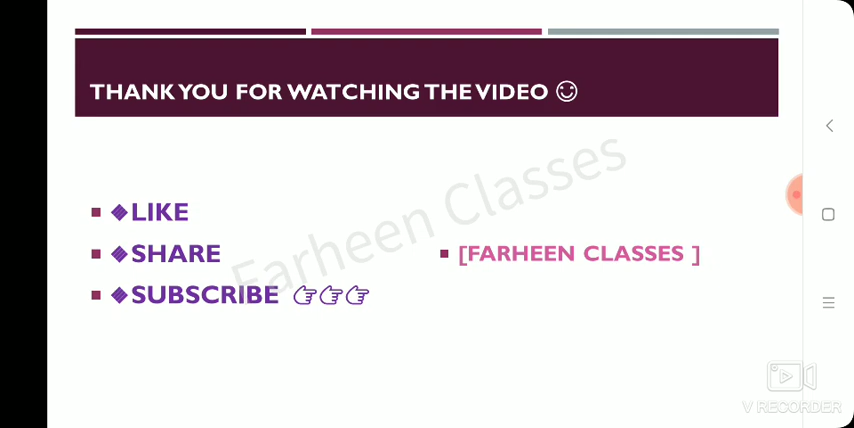 THANK YOU FOR WATCHING THE VIDEO ☺
❖LIKE
❖SHARE
❖SUBSCRIBE 👉👉👉
[FARHEEN CLASSES ]
Farheen Classes
V RECORDER